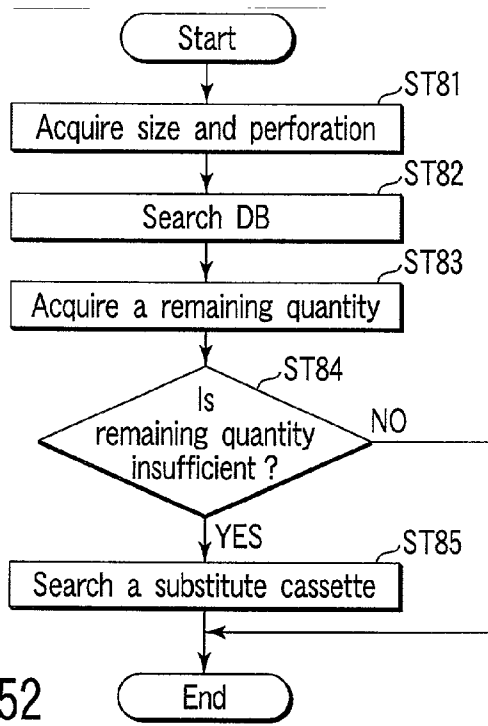 Start
ST81
Acquire size and perforation
ST82
Search DB
ST83
Acquire a remaining quantity
ST84
Is
remaining quantity
insufficient ?
NO
YES
ST85
Search a substitute cassette
End
52